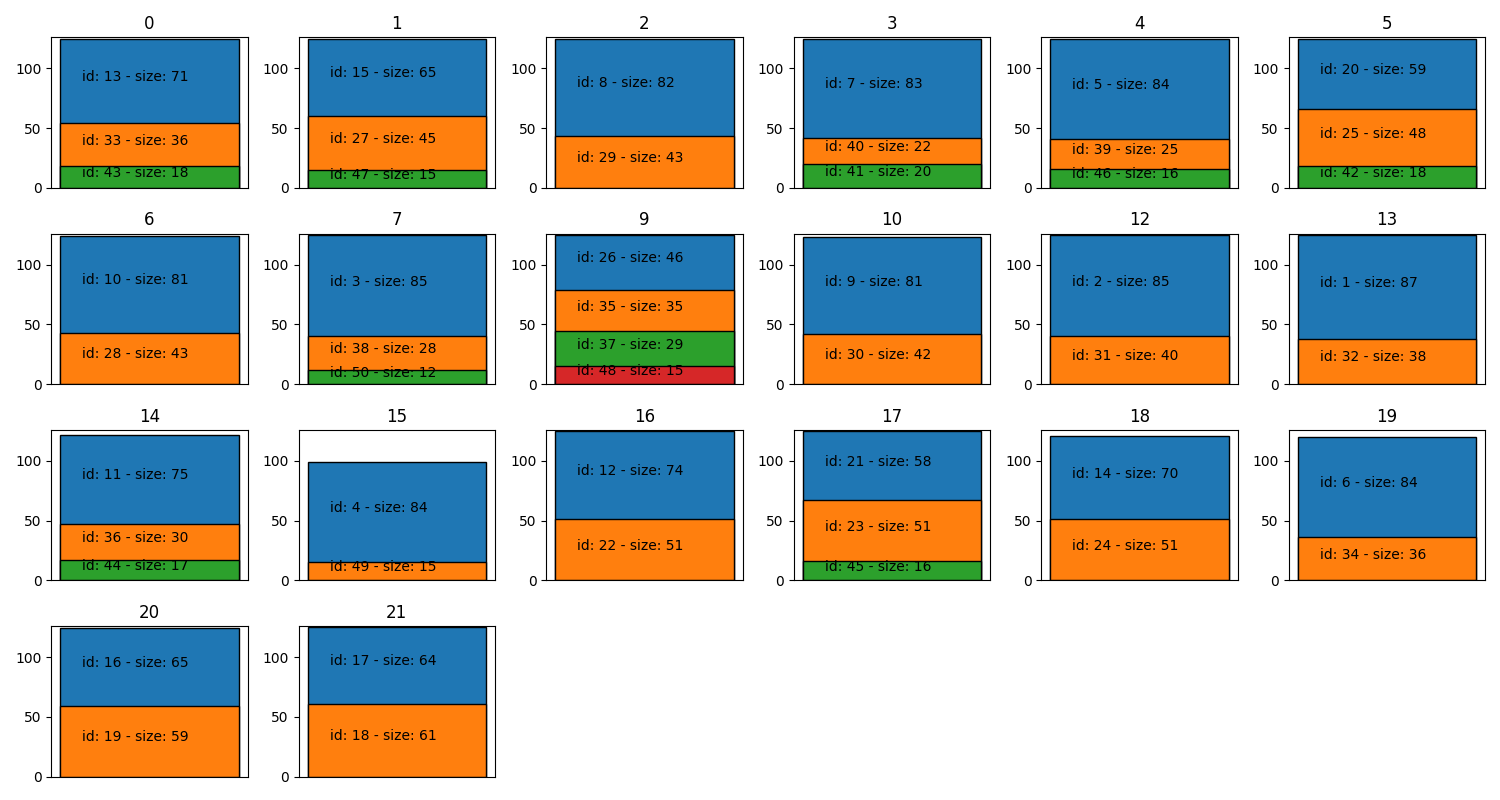 0
1
2
3
4
5
100
50
0
id: 13 - size: 71
id: 33 - size: 36
id: 43 - size: 18
100
50
0
id: 15 - size: 65
id: 27 - size: 45
id: 47 - size: 15
100
50
0
id: 8 - size: 82
id: 29 - size: 43
100
50
0
id: 7 - size: 83
id: 40 - size: 22
id: 41 - size: 20
100
50
0
id: 5 - size: 84
id: 39 - size: 25
id: 46 - size: 16
100
50
0
id: 20 - size: 59
id: 25 - size: 48
id: 42 - size: 18
6
7
9
10
12
13
100
50
0
id: 10 - size: 81
id: 28 - size: 43
100
50
0
id: 3 - size: 85
id: 38 - size: 28
id: 50 - size: 12
100
50
0
id: 26 - size: 46
id: 35 - size: 35
id: 37 - size: 29
id: 48 - size: 15
100
50
0
id: 9 - size: 81
id: 30 - size: 42
100
50
0
id: 2 - size: 85
id: 31 - size: 40
100
50
0
id: 1 - size: 87
id: 32 - size: 38
14
15
16
17
18
19
100
50
0
id: 11 - size: 75
id: 36 - size: 30
id: 44 - size: 17
100
50
0
id: 4 - size: 84
id: 49 - size: 15
100
50
0
id: 12 - size: 74
id: 22 - size: 51
100
50
0
id: 21 - size: 58
id: 23 - size: 51
id: 45 - size: 16
100
50
0
id: 14 - size: 70
id: 24 - size: 51
100
50
0
id: 6 - size: 84
id: 34 - size: 36
20
21
100
50
0
id: 16 - size: 65
id: 19 - size: 59
100
50
0
id: 17 - size: 64
id: 18 - size: 61